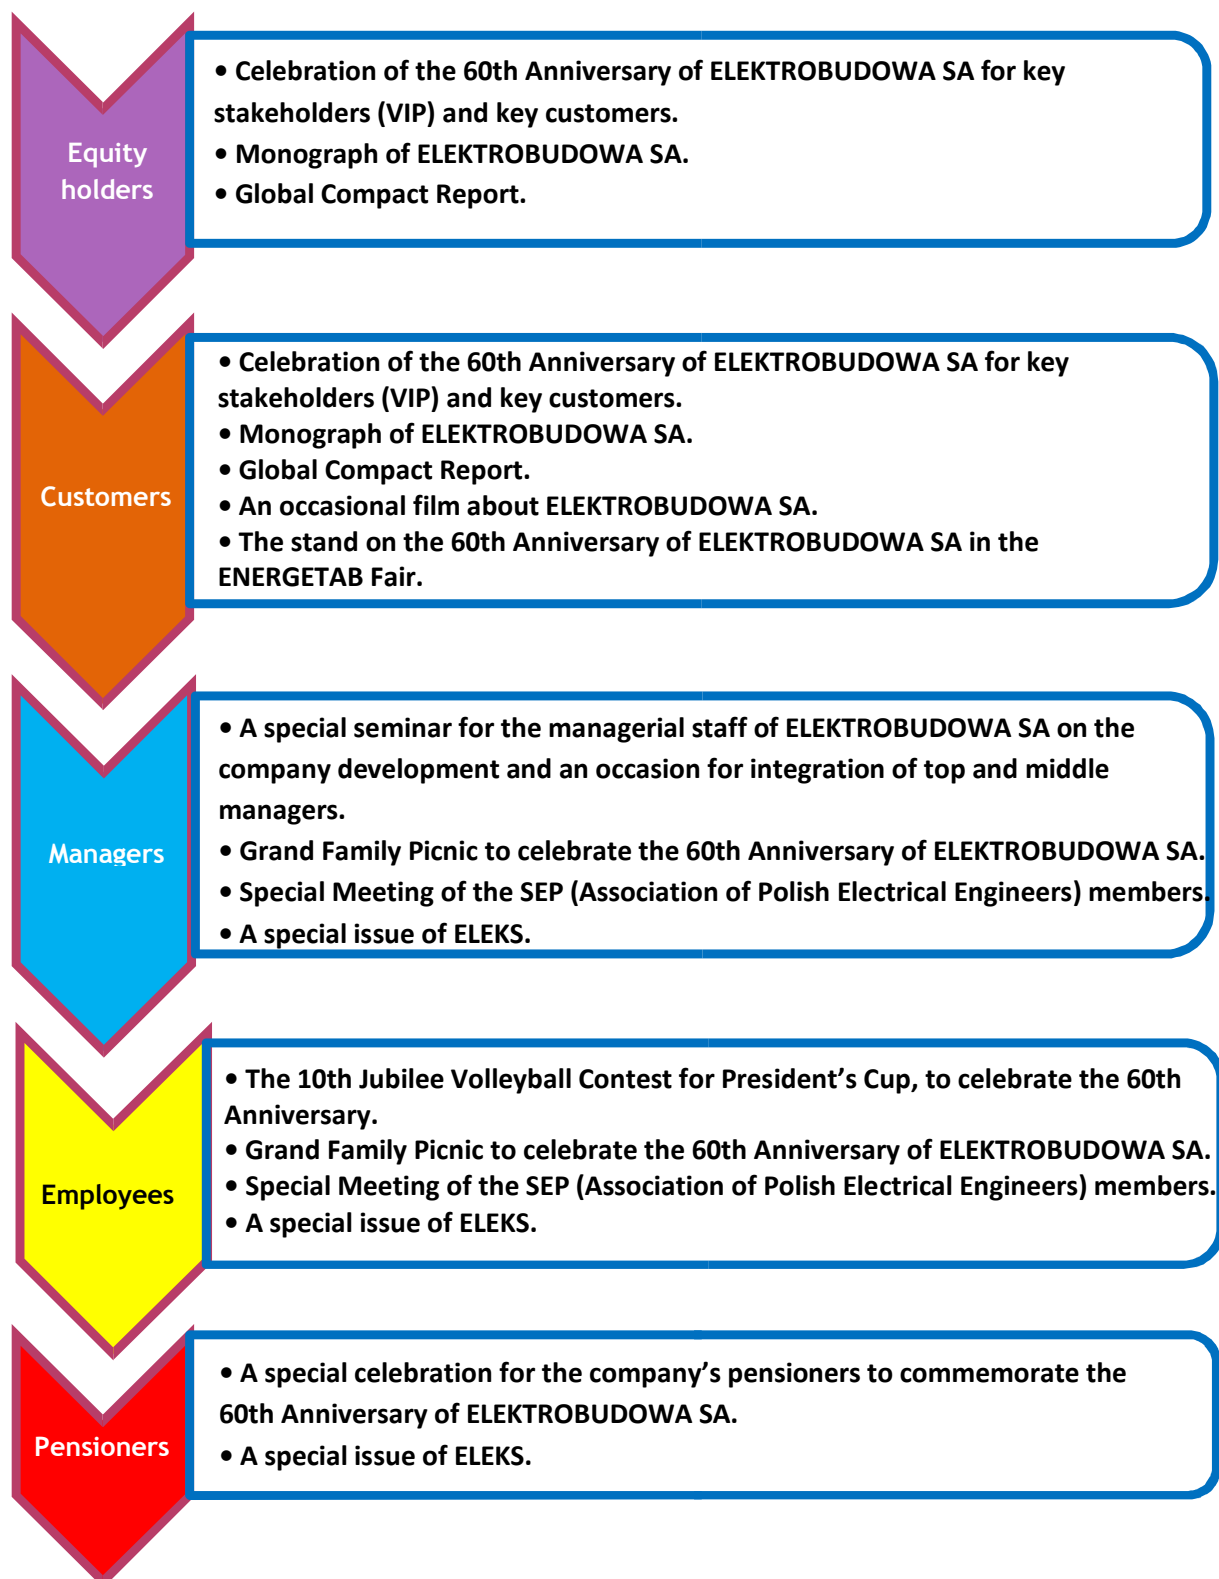 Equity
holders
• Celebration of the 60th Anniversary of ELEKTROBUDOWA SA for key
stakeholders (VIP) and key customers.
• Monograph of ELEKTROBUDOWA SA.
• Global Compact Report.
Customers
• Celebration of the 60th Anniversary of ELEKTROBUDOWA SA for key
stakeholders (VIP) and key customers.
• Monograph of ELEKTROBUDOWA SA.
• Global Compact Report.
• An occasional film about ELEKTROBUDOWA SA.
• The stand on the 60th Anniversary of ELEKTROBUDOWA SA in the
ENERGETAB Fair.
Managers
• A special seminar for the managerial staff of ELEKTROBUDOWA SA on the
company development and an occasion for integration of top and middle
managers.
• Grand Family Picnic to celebrate the 60th Anniversary of ELEKTROBUDOWA SA.
• Special Meeting of the SEP (Association of Polish Electrical Engineers) members.
• A special issue of ELEKS.
Employees
• The 10th Jubilee Volleyball Contest for President’s Cup, to celebrate the 60th
Anniversary.
• Grand Family Picnic to celebrate the 60th Anniversary of ELEKTROBUDOWA SA.
• Special Meeting of the SEP (Association of Polish Electrical Engineers) members.
• A special issue of ELEKS.
Pensioners
• A special celebration for the company’s pensioners to commemorate the
60th Anniversary of ELEKTROBUDOWA SA.
• A special issue of ELEKS.